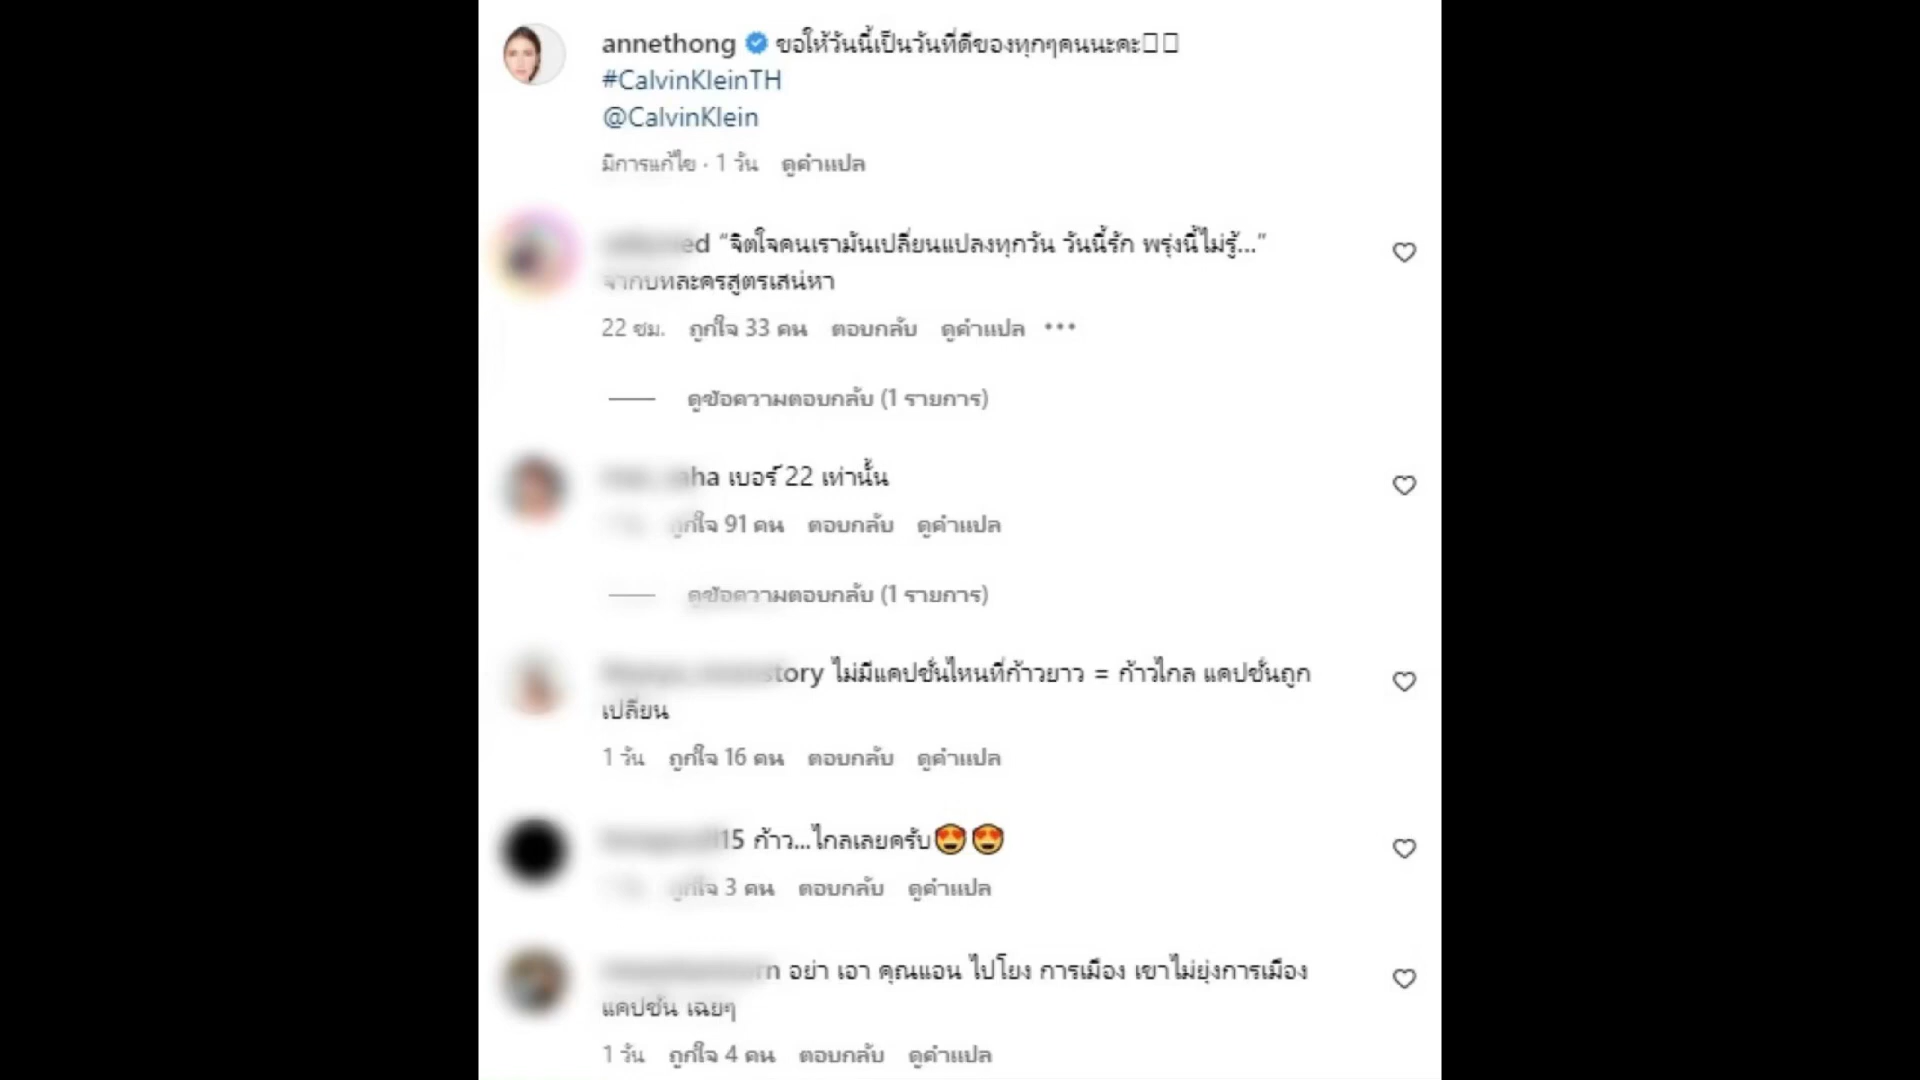 annethong ขอให้วันนี้เป็นวันที่ดีของทุกๆคนนะคะ
#CalvinKleinTH
@CalvinKlein
มีการแก้ไข · 1 วัน ดูคำแปล
ed “จิตใจคนเรามันเปลี่ยนแปลงทุกวัน วันนี้รัก พรุ่งนี้ไม่รู้...”
จากบทละครสูตรเสน่หา
22 ชม. ถูกใจ 33 คน ตอบกลับ ดูคำแปล •••
ดูข้อความตอบกลับ (1 รายการ)
aha เบอร์ 22 เท่านั้น
ถูกใจ 91 คน ตอบกลับ ดูคำแปล
ดูข้อความตอบกลับ (1 รายการ)
story ไม่มีแคปชั่นไหนที่ก้าวยาว = ก้าวไกล แคปชั่นถูก
เปลี่ยน
1 วัน ถูกใจ 16 คน ตอบกลับ ดูคำแปล
15 ก้าว...ไกลเลยครับ😍😍
ถูกใจ 3 คน ตอบกลับ ดูคำแปล
n อย่า เอา คุณแอน ไปโยง การเมือง เขาไม่ยุ่งการเมือง
แคปชั่น เฉยๆ
1 วัน ถูกใจ 4 คน ตอบกลับ ดูคำแปล